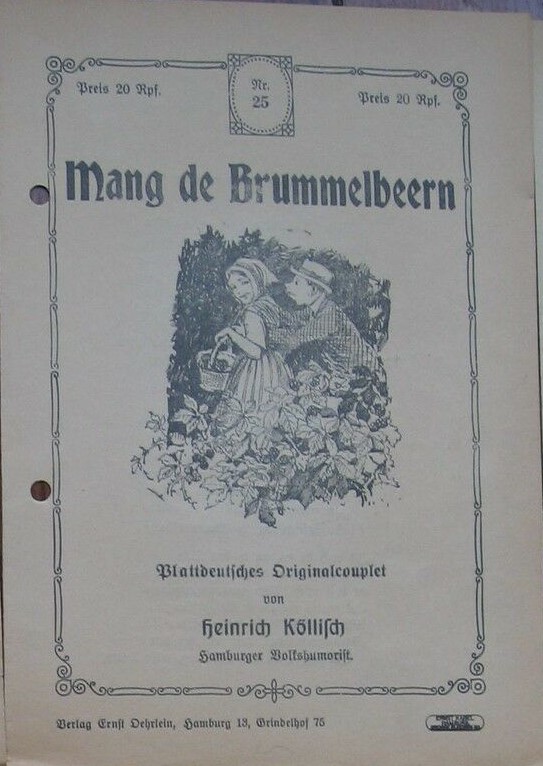 Preis 20 Rpf.
Nr.
25
Preis 20 Rpf.
Mang de Brummelbeern
Plattdeutsches Originalcouplet
von
Heinrich Köllisch
Hamburger Volkshumorist.
Verlag Ernst Oehrlein, Hamburg 13, Grindelhof 75